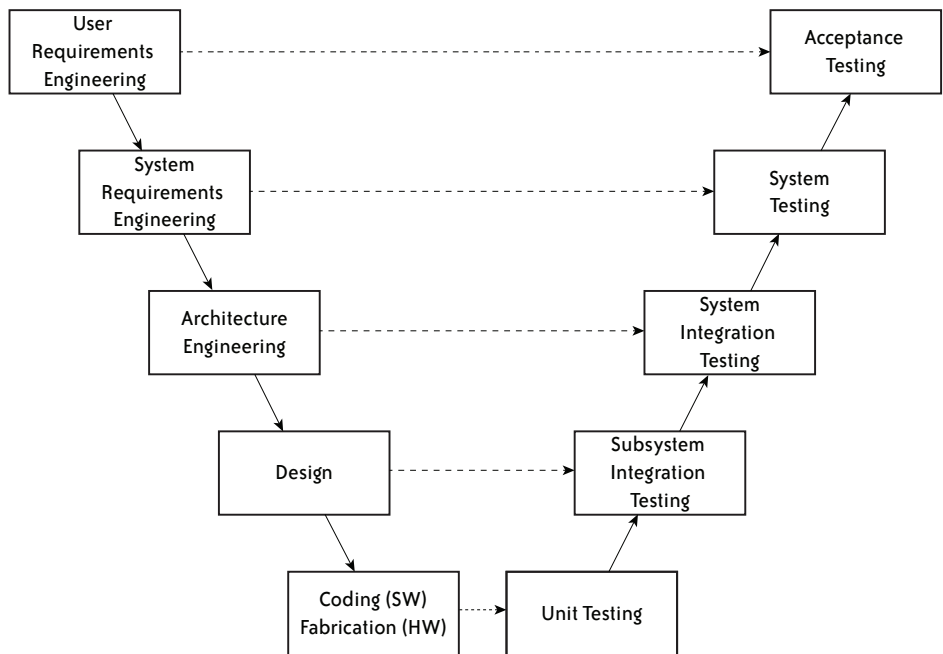 User
Requirements
Engineering
Acceptance
Testing
System
Requirements
Engineering
System
Testing
Architecture
Engineering
System
Integration
Testing
Design
Subsystem
Integration
Testing
Coding (SW)
Fabrication (HW)
Unit Testing